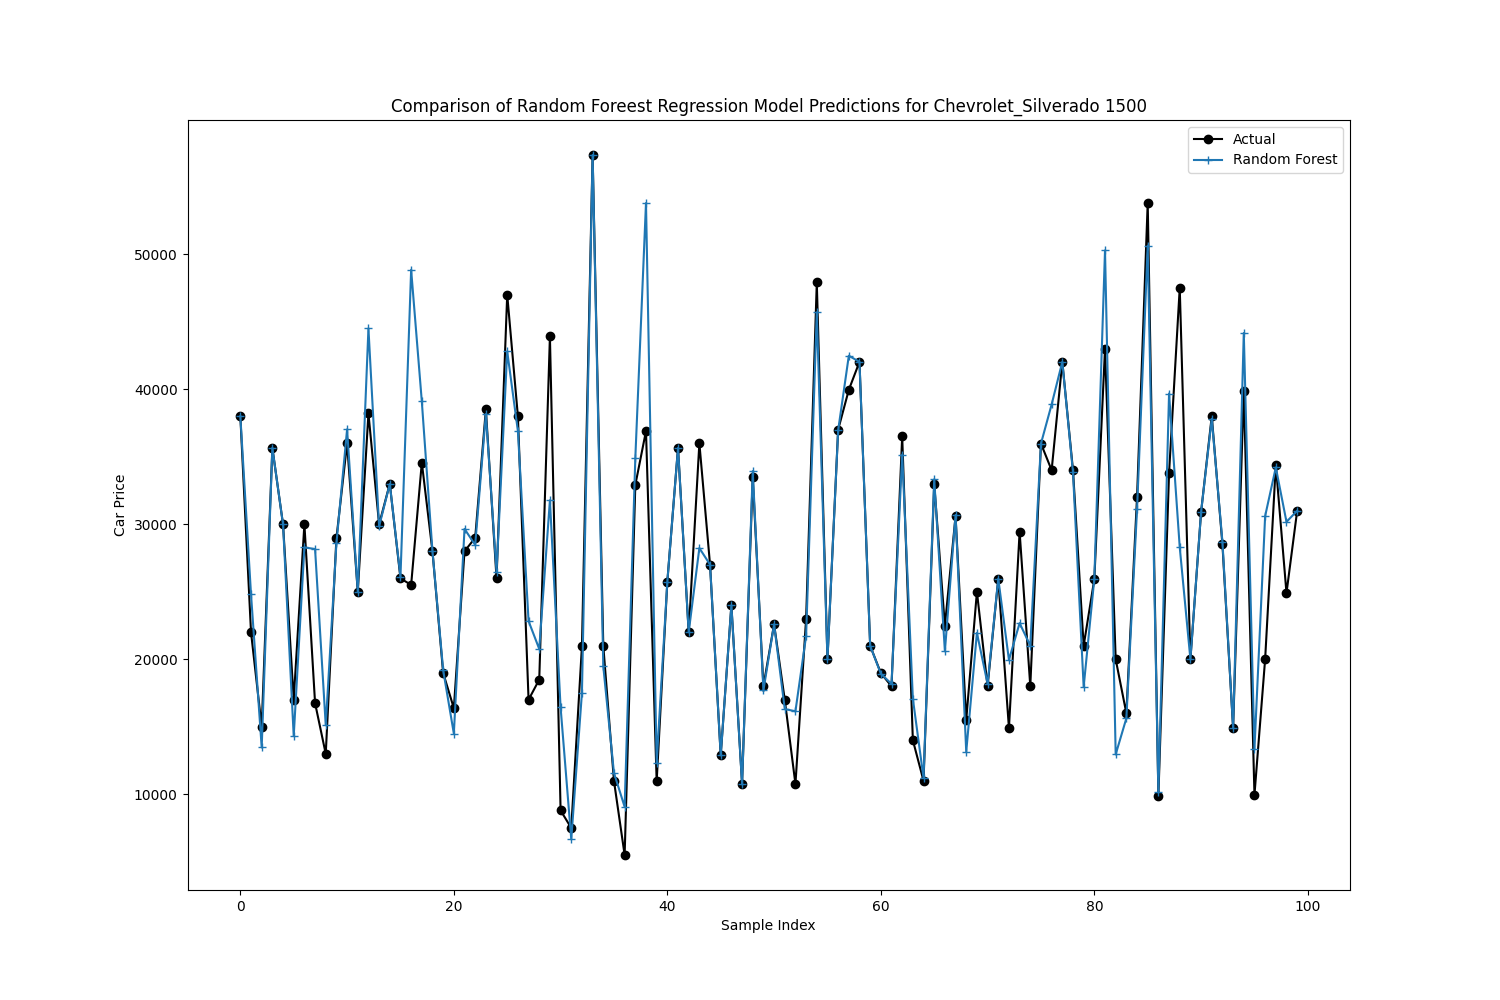 Comparison of Random Foreest Regression Model Predictions for Chevrolet_Silverado 1500
Actual
Random Forest
50000
40000
30000
20000
10000
Car Price
0 20 40 60 80 100
Sample Index